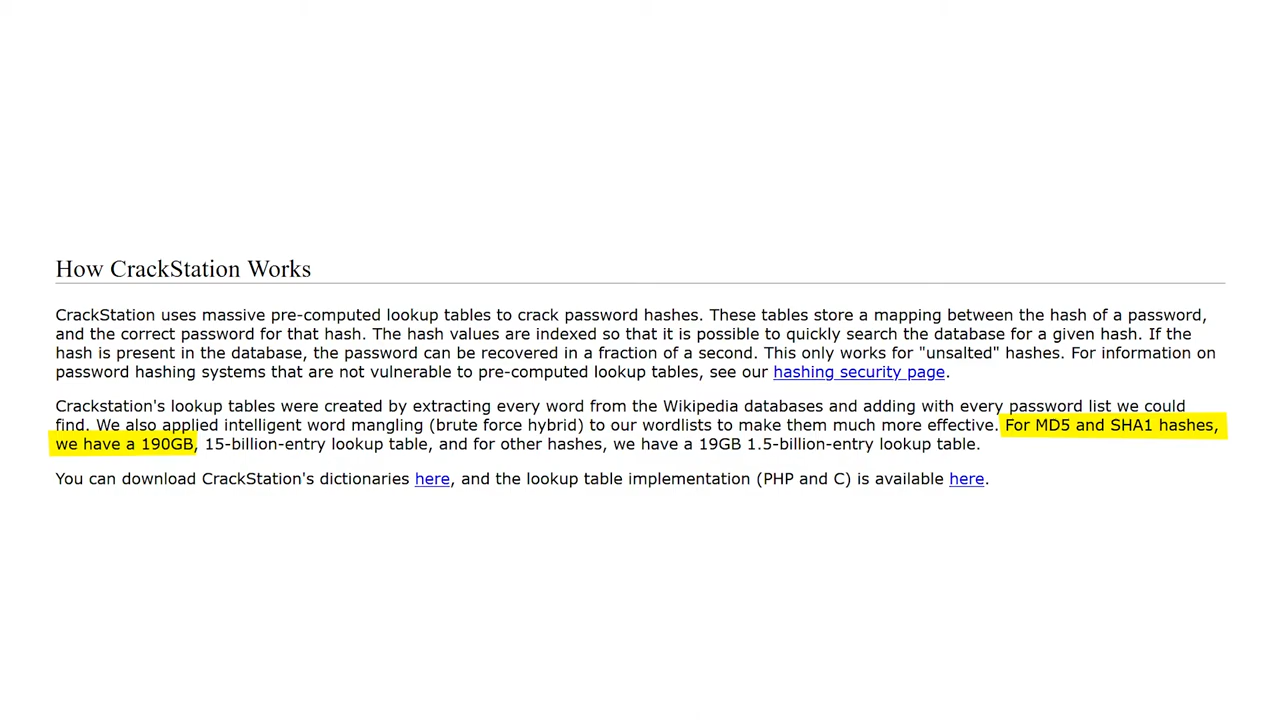 How CrackStation Works
CrackStation uses massive pre-computed lookup tables to crack password hashes. These tables store a mapping between the hash of a password,
and the correct password for that hash. The hash values are indexed so that it is possible to quickly search the database for a given hash. If the
hash is present in the database, the password can be recovered in a fraction of a second. This only works for "unsalted" hashes. For information on
password hashing systems that are not vulnerable to pre-computed lookup tables, see our hashing security page.
Crackstation's lookup tables were created by extracting every word from the Wikipedia databases and adding with every password list we could
find. We also applied intelligent word mangling (brute force hybrid) to our wordlists to make them much more effective. For MD5 and SHA1 hashes,
we have a 190GB, 15-billion-entry lookup table, and for other hashes, we have a 19GB 1.5-billion-entry lookup table.
You can download CrackStation's dictionaries here, and the lookup table implementation (PHP and C) is available here.